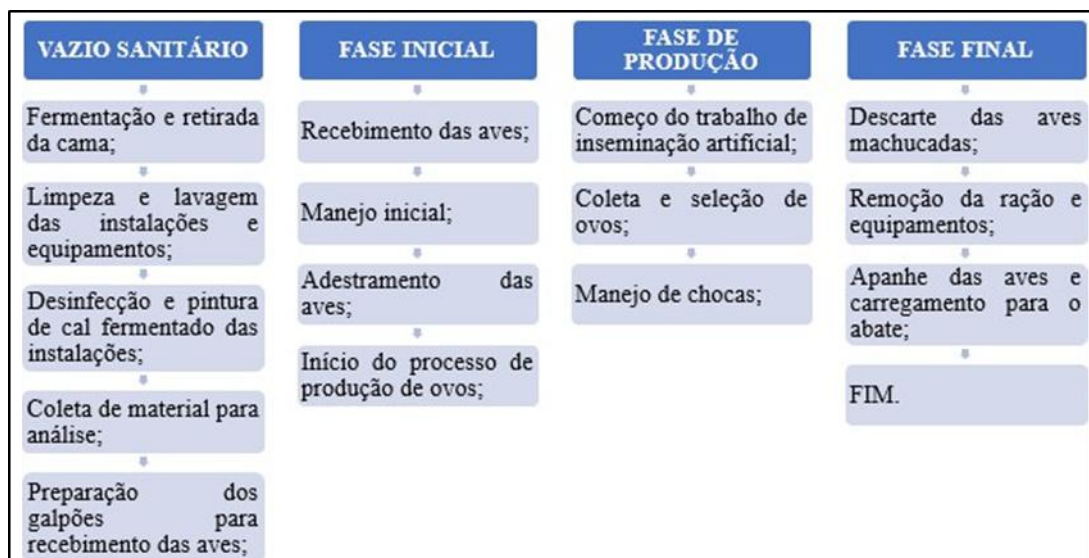 VAZIO SANITÁRIO
Fermentação e retirada
da cama;
Limpeza e lavagem
das instalações e
equipamentos;
Desinfecção e pintura
de cal fermentado das
instalações;
Coleta de material para
análise;
Preparação dos
galpões para
recebimento das aves;
FASE INICIAL
Recebimento das aves;
Manejo inicial;
Adestramento das
aves;
Início do processo de
produção de ovos;
FASE DE
PRODUÇÃO
Começo do trabalho de
inseminação artificial;
Coleta e seleção de
ovos;
Manejo de chocas;
FASE FINAL
Descarte das aves
machucadas;
Remoção da ração e
equipamentos;
Apanhe das aves e
carregamento para o
abate;
FIM.